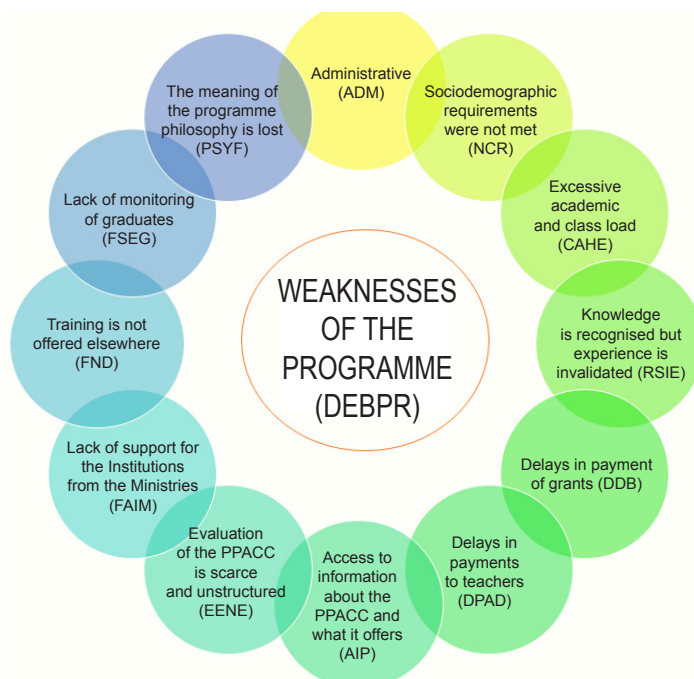 Administrative
(ADM)
Sociodemographic
requirements
were not met
(NCR)
Excessive
academic
and class load
(CAHE)
Knowledge
is recognised but
experience is
invalidated (RSIE)
Delays in payment
of grants (DDB)
Delays in
payments
to teachers
(DPAD)
Access to
information
about the
PPACC and
what it offers
(AIP)
Evaluation
of the PPACC
is scarce
and unstructured
(EENE)
Lack of support for
the Institutions
from the Ministries
(FAIM)
Training is not
offered elsewhere
(FND)
Lack of monitoring
of graduates
(FSEG)
The meaning of
the programme
philosophy is lost
(PSYF)
WEAKNESSES
OF THE
PROGRAMME
(DEBPR)